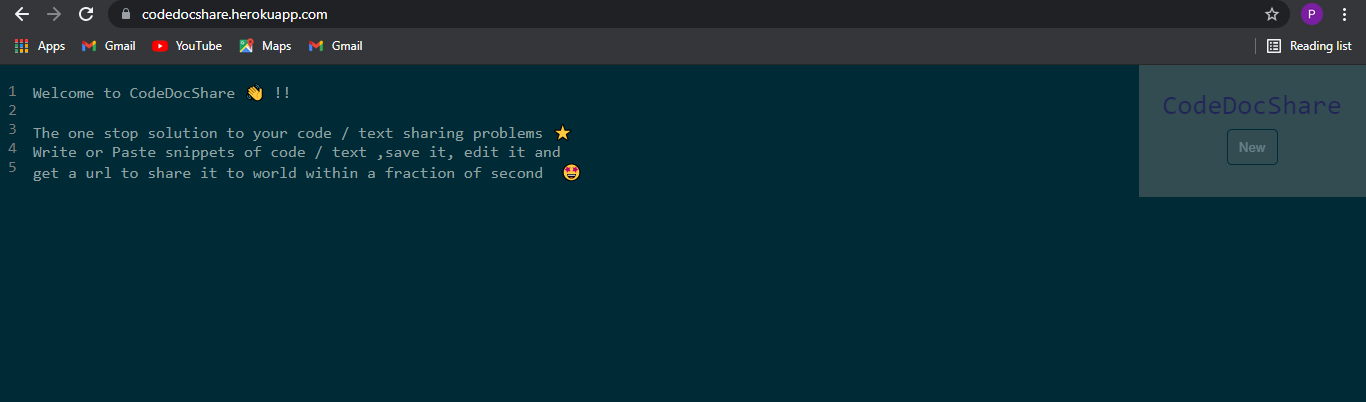 codedocshare.herokuapp.com
P
Apps Gmail YouTube Maps Gmail Reading list
1 Welcome to CodeDocShare 👋 !!
2
3 The one stop solution to your code / text sharing problems ⭐
4 Write or Paste snippets of code / text ,save it, edit it and
5 get a url to share it to world within a fraction of second 🤩
CodeDocShare
New